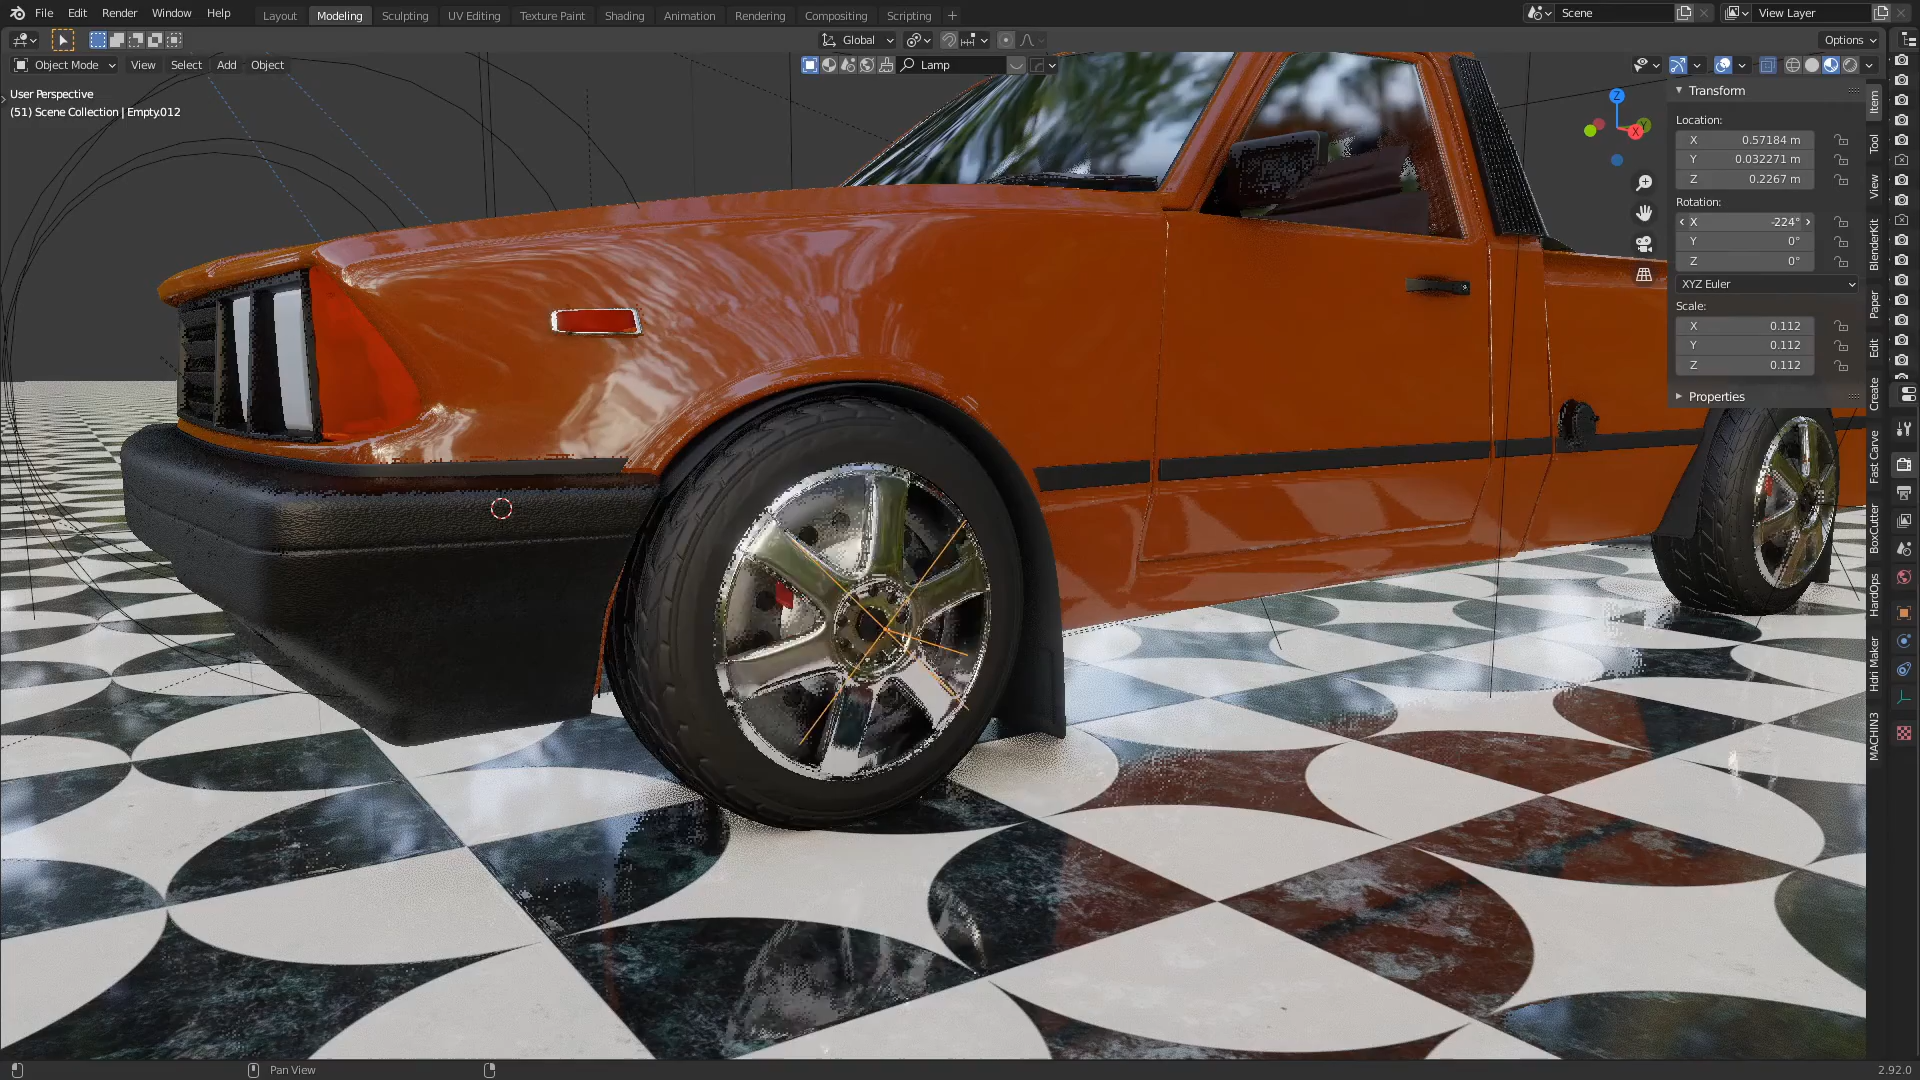 File Edit Render Window Help
Layout Modeling Sculpting UV Editing Texture Paint Shading Animation Rendering Compositing Scripting +
Scene
View Layer
Global
Options
Object Mode View Select Add Object
Lamp
User Perspective
(51) Scene Collection | Empty.012
Z
Y
X
Transform
Location:
X 0.57184 m
Y 0.032271 m
Z 0.2267 m
Rotation:
X -224°
Y 0°
Z 0°
XYZ Euler
Scale:
X 0.112
Y 0.112
Z 0.112
Properties
Item
Tool
View
BlenderKit
Paper
Edit
Create
Fast Carve
BoxCutter
HardOps
Hdri Maker
MACHIN3
Pan View
2.92.0